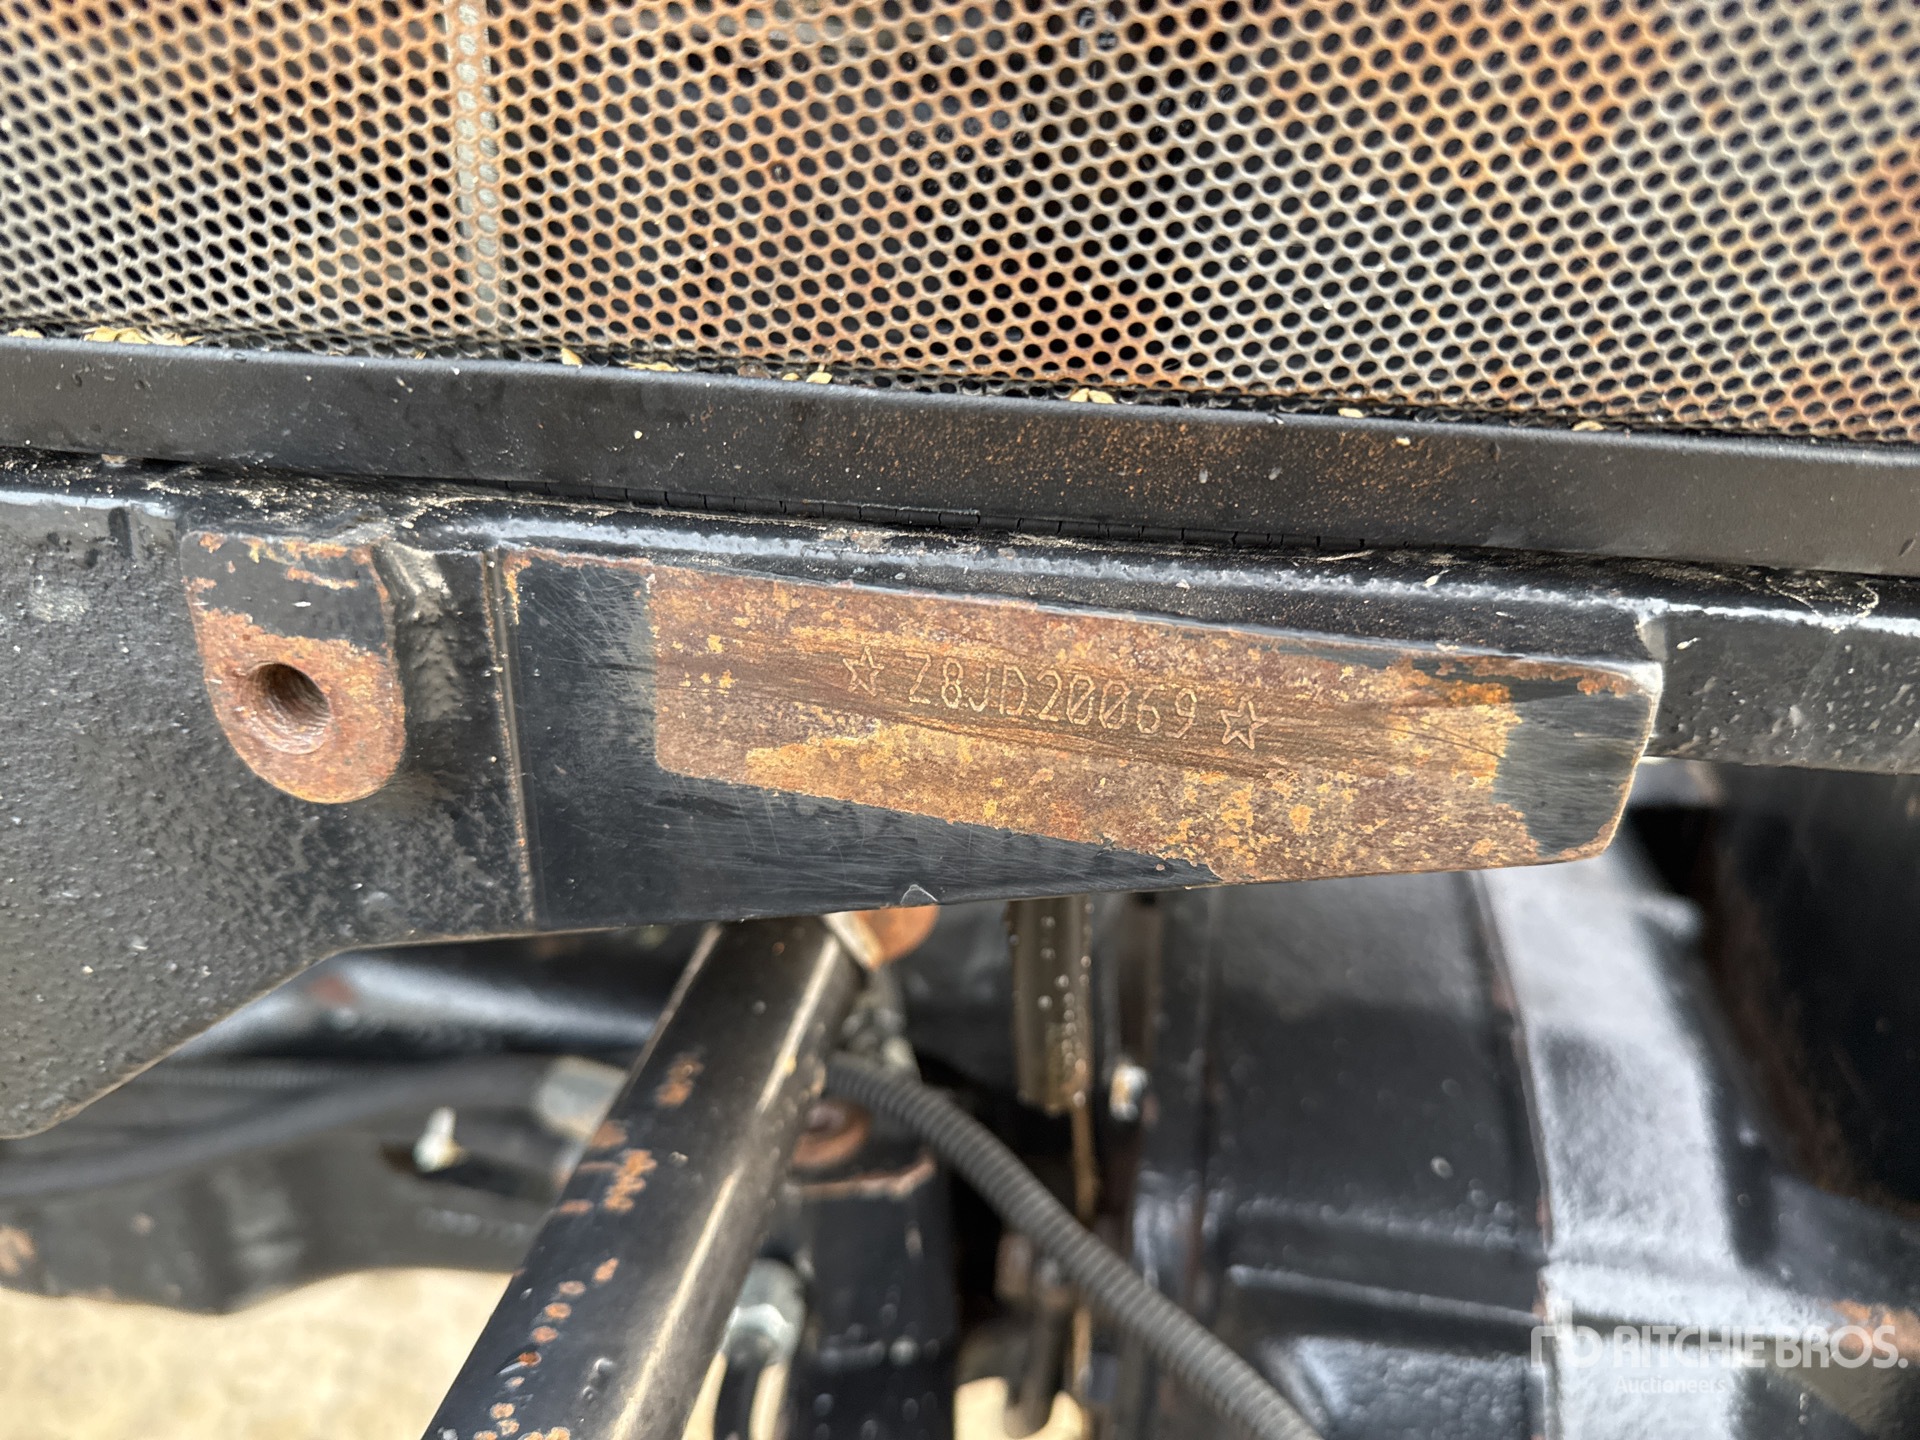 ☆ Z8JD20069 ☆
RITCHIE BROS.
Auctioneers